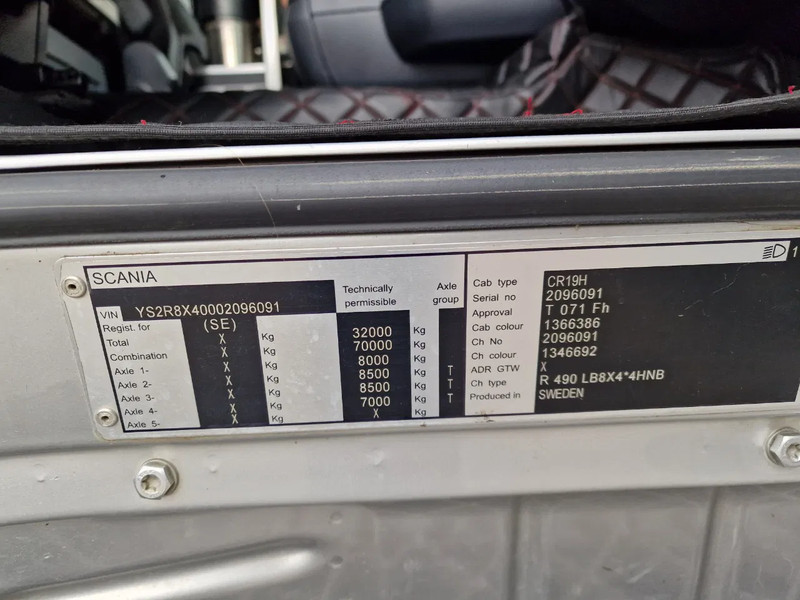 SCANIA
VIN YS2R8X40002096091
Technically permissible
Axle group
Regist. for (SE)
Total X Kg 32000 Kg
Combination X Kg 70000 Kg
Axle 1- X Kg 8000 Kg
Axle 2- X Kg 8500 Kg T
Axle 3- X Kg 8500 Kg T
Axle 4- X Kg 7000 Kg T
Axle 5- X Kg X Kg
1
Cab type CR19H
Serial no 2096091
Approval T 071 Fh
Cab colour 1366386
Ch No 2096091
Ch colour 1346692
ADR GTW X
Ch type R 490 LB8X4*4HNB
Produced in SWEDEN